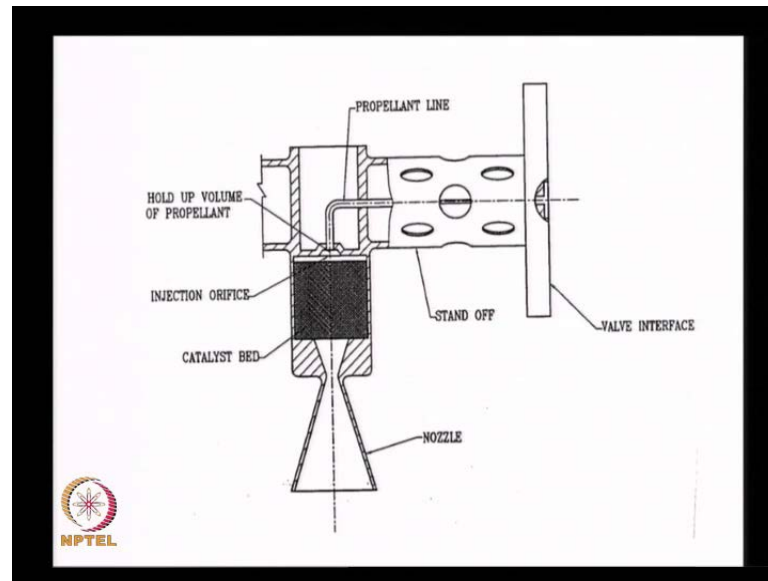 PROPELLANT LINE
HOLD UP VOLUME
OF PROPELLANT
INJECTION ORIFICE
STAND OFF
VALVE INTERFACE
CATALYST BED
NOZZLE
NPTEL